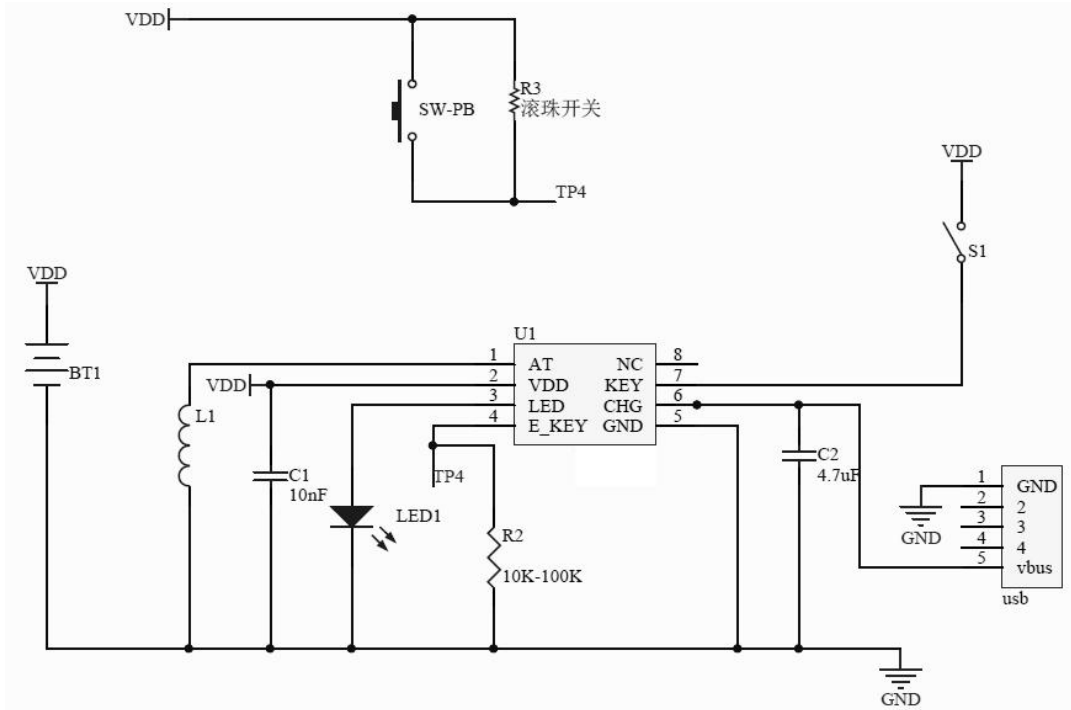 VDD
R3
SW-PB
滚珠开关
TP4
VDD
S1
VDD
BT1
U1
1 AT NC 8
VDD 2 VDD KEY 7
3 LED CHG 6
4 E_KEY GND 5
L1
C1
10nF
TP4
LED1
R2
10K-100K
C2
4.7uF
1 GND
2 2
3 3
4 4
5 vbus
GND
usb
GND